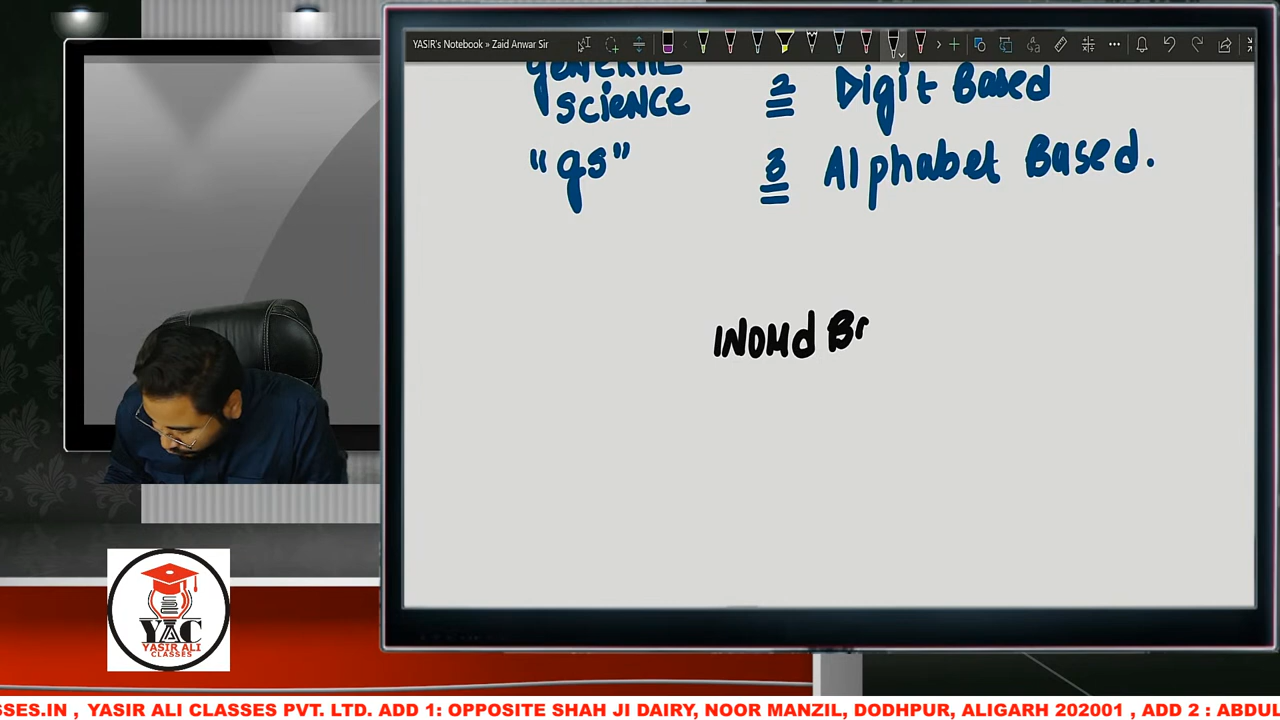 YASIR's Notebook » Zaid Anwar Sir
SCIENCE
2 Digit Based
"gs"
3 Alphabet Based.
YAC
YASIR ALI
CLASSES
SSES.IN , YASIR ALI CLASSES PVT. LTD. ADD 1: OPPOSITE SHAH JI DAIRY, NOOR MANZIL, DODHPUR, ALIGARH 202001 , ADD 2 : ABDUL